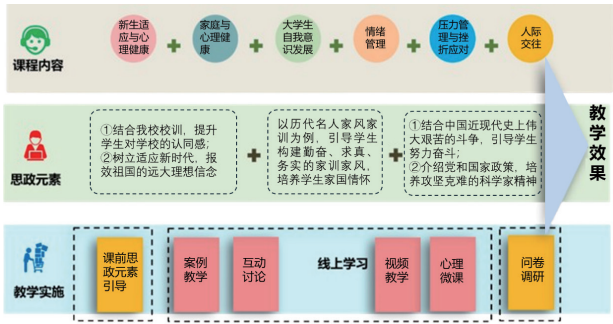 新生适
应与心
理健康
家庭与
心理健
康
大学生
自我意
识发展
情绪
管理
压力管
理与挫
折应对
人际
交往
课程内容
教学效果
①结合我校校训，提升
学生对学校的认同感；
②树立适应新时代，报
效祖国的远大理想信念
以历代名人家风家
训为例，引导学生
构建勤奋、求真、
务实的家训家风，
培养学生家国情怀
①结合中国近现代史上伟
大艰苦的斗争，引导学生
努力奋斗；
②介绍党和国家政策，培
养攻坚克难的科学家精神
思政元素
课前思
政元素
引导
案例
教学
互动
讨论
线上学习
视频
教学
心理
微课
问卷
调研
教学实施